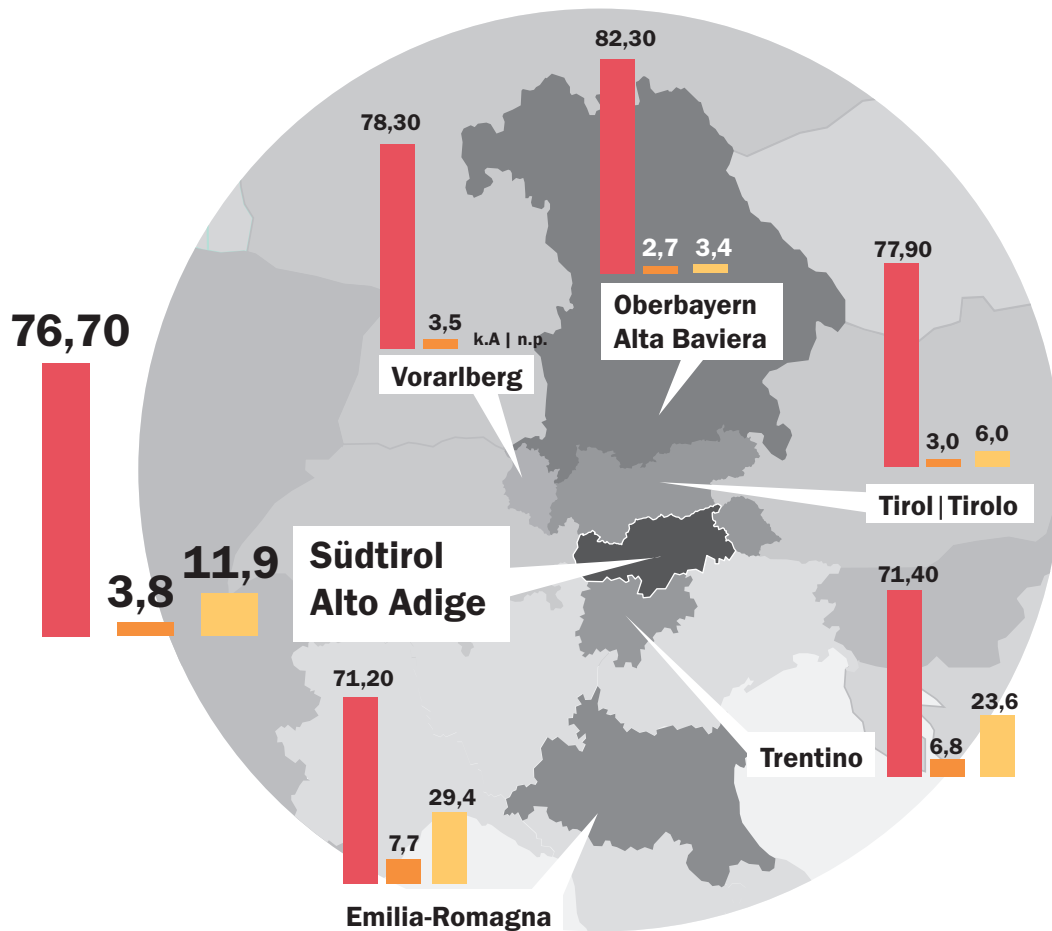 82,30
2,7
3,4
Oberbayern
Alta Baviera
78,30
3,5
k.A | n.p.
Vorarlberg
77,90
3,0
6,0
Tirol | Tirolo
76,70
3,8
11,9
Südtirol
Alto Adige
71,40
6,8
23,6
Trentino
71,20
7,7
29,4
Emilia-Romagna